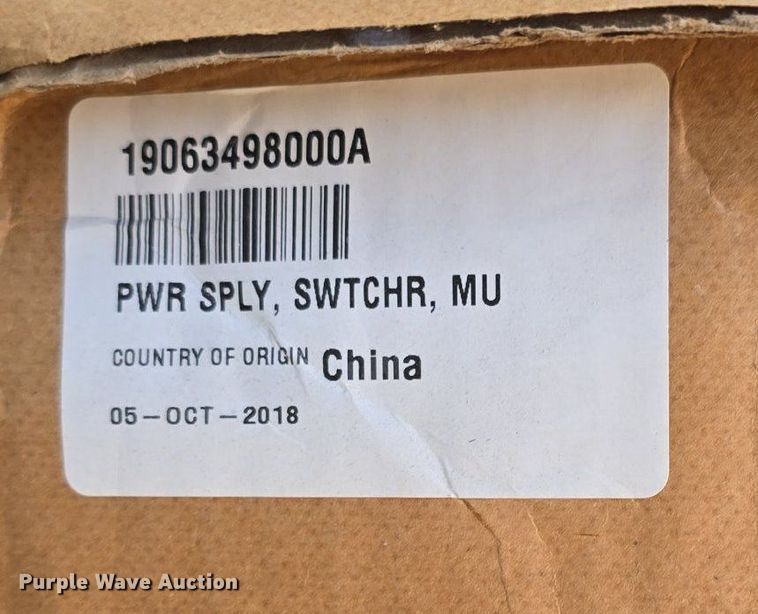 19063498000A
PWR SPLY, SWTCHR, MU
COUNTRY OF ORIGIN China
05-OCT-2018
Purple Wave Auction